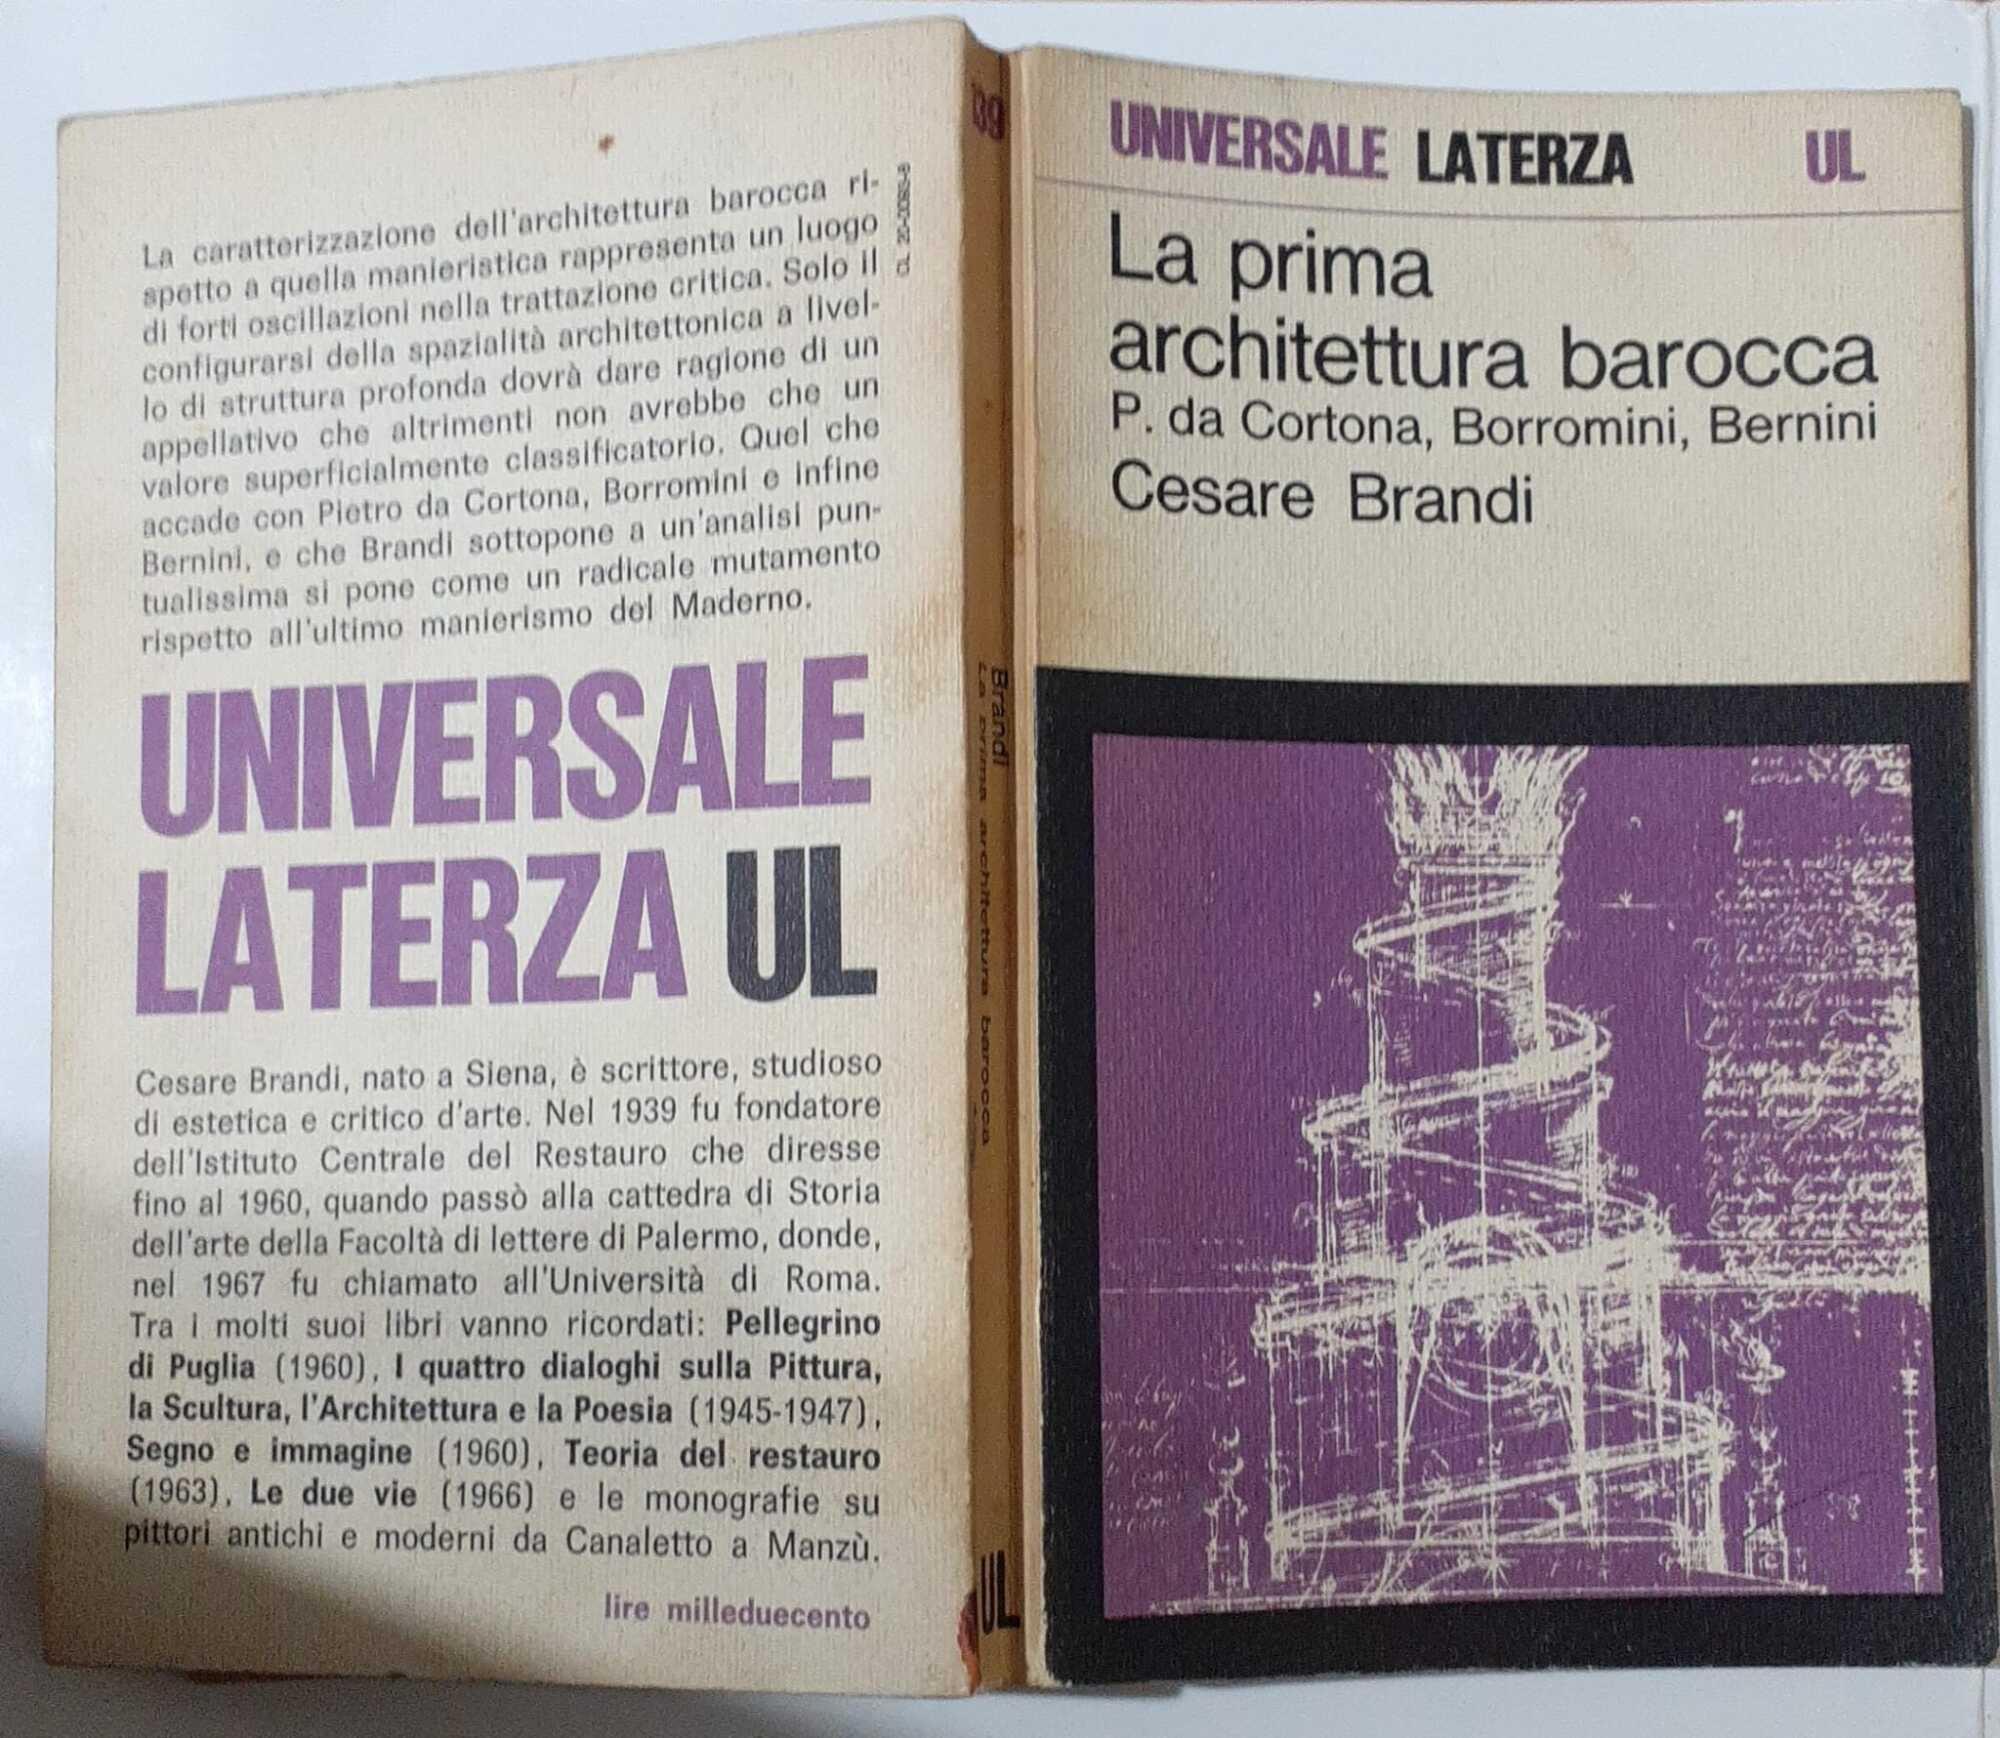 La caratterizzazione dell'architettura barocca ri-
spetto a quella manieristica rappresenta un luogo
di forti oscillazioni nella trattazione critica. Solo il
configurarsi della spazialità architettonica a livel-
lo di struttura profonda dovrà dare ragione di un
appellativo che altrimenti non avrebbe che un
valore superficialmente classificatorio. Quel che
accade con Pietro da Cortona, Borromini e infine
Bernini, e che Brandi sottopone a un'analisi pun-
tualissima si pone come un radicale mutamento
rispetto all'ultimo manierismo del Maderno.
UNIVERSALE
LATERZA UL
Cesare Brandi, nato a Siena, è scrittore, studioso
di estetica e critico d'arte. Nel 1939 fu fondatore
dell'Istituto Centrale del Restauro che diresse
fino al 1960, quando passò alla cattedra di Storia
dell'arte della Facoltà di lettere di Palermo, donde,
nel 1967 fu chiamato all'Università di Roma.
Tra i molti suoi libri vanno ricordati: Pellegrino
di Puglia (1960), I quattro dialoghi sulla Pittura,
la Scultura, l'Architettura e la Poesia (1945-1947),
Segno e immagine (1960), Teoria del restauro
(1963), Le due vie (1966) e le monografie su
pittori antichi e moderni da Canaletto a Manzù.
lire milleduecento
139
Brandi
La prima architettura barocca
UL
UNIVERSALE LATERZA UL
La prima
architettura barocca
P. da Cortona, Borromini, Bernini
Cesare Brandi